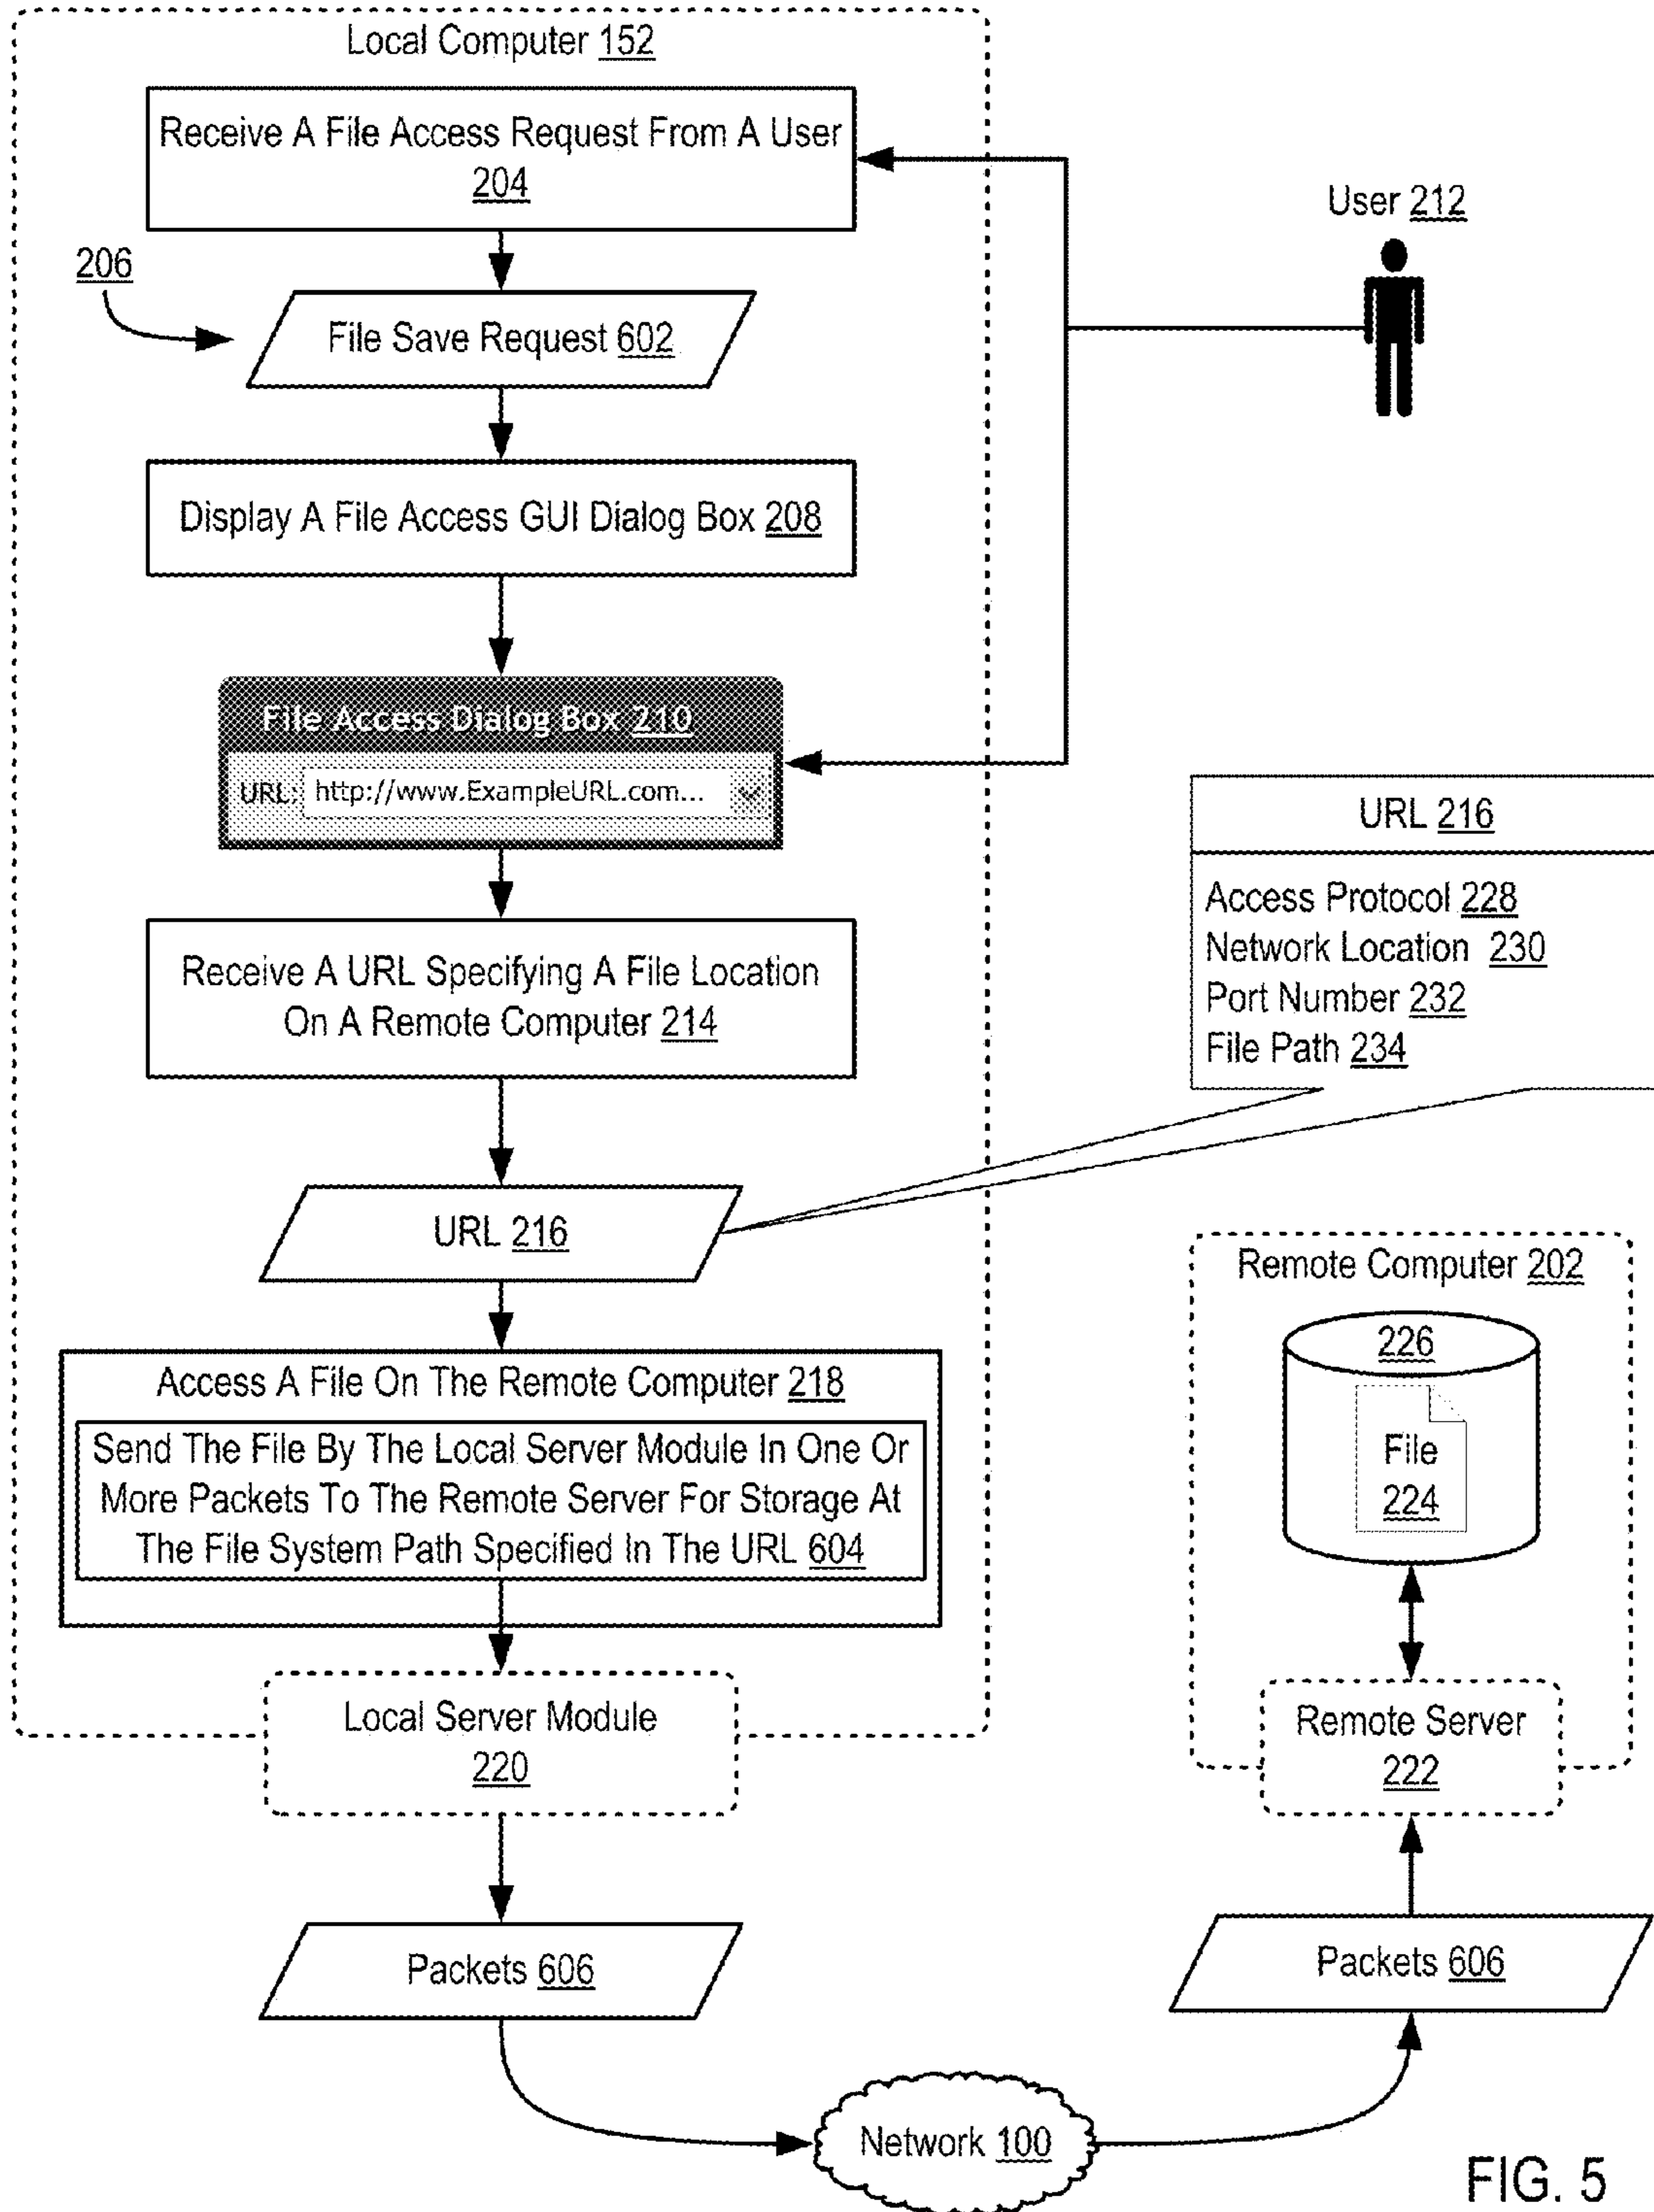 Local Computer 152
Receive A File Access Request From A User
204
User 212
206
File Save Request 602
Display A File Access GUI Dialog Box 208
File Access Dialog Box 210
URL: http://www.ExampleURL.com...
URL 216
Access Protocol 228
Network Location 230
Port Number 232
File Path 234
Receive A URL Specifying A File Location
On A Remote Computer 214
URL 216
Remote Computer 202
226
File
224
Access A File On The Remote Computer 218
Send The File By The Local Server Module In One Or
More Packets To The Remote Server For Storage At
The File System Path Specified In The URL 604
Local Server Module
220
Remote Server
222
Packets 606
Packets 606
Network 100
FIG. 5